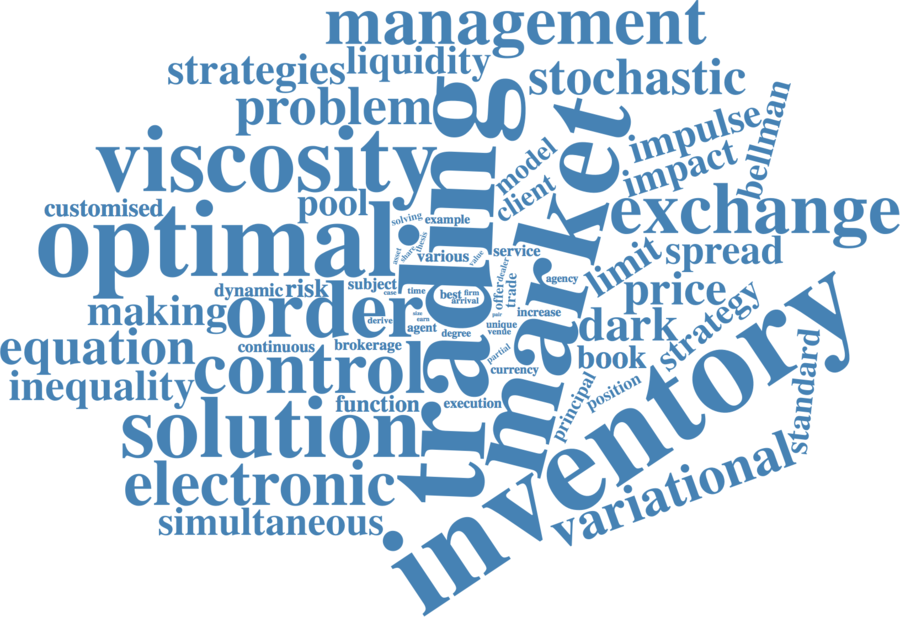 management
strategies
liquidity
stochastic
problem
trading
market
impulse
bellman
viscosity
model
impact
client
customised
pool
exchange
optimal
solving
example
thesis
share
asset
various
value
service
limit
spread
dealer
offer
agency
dynamic
risk
subject
case
time
best
firm
arrival
trade
price
making
order
size
earn
derive
agent
degree
pair
increase
unique
venue
dark
strategy
inventory
equation
continuous
brokerage
partial
book
standard
inequality
control
currency
principal
position
function
execution
solution
electronic
variational
simultaneous